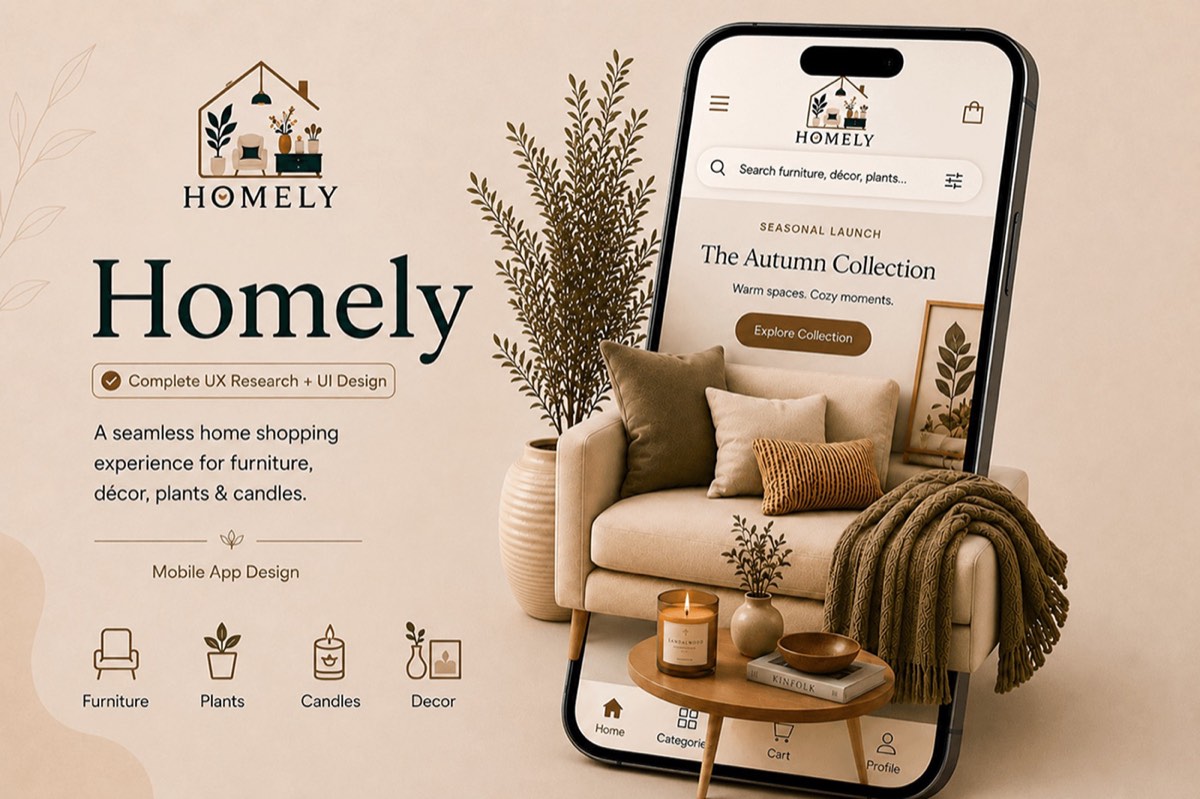 HOMELY
Homely
Complete UX Research + UI Design
A seamless home shopping
experience for furniture,
décor, plants & candles.
Mobile App Design
Furniture
Plants
Candles
Decor
HOMELY
Search furniture, décor, plants...
SEASONAL LAUNCH
The Autumn Collection
Warm spaces. Cozy moments.
Explore Collection
SANDALWOOD
KINFOLK
Home
Categorie
Cart
Profile